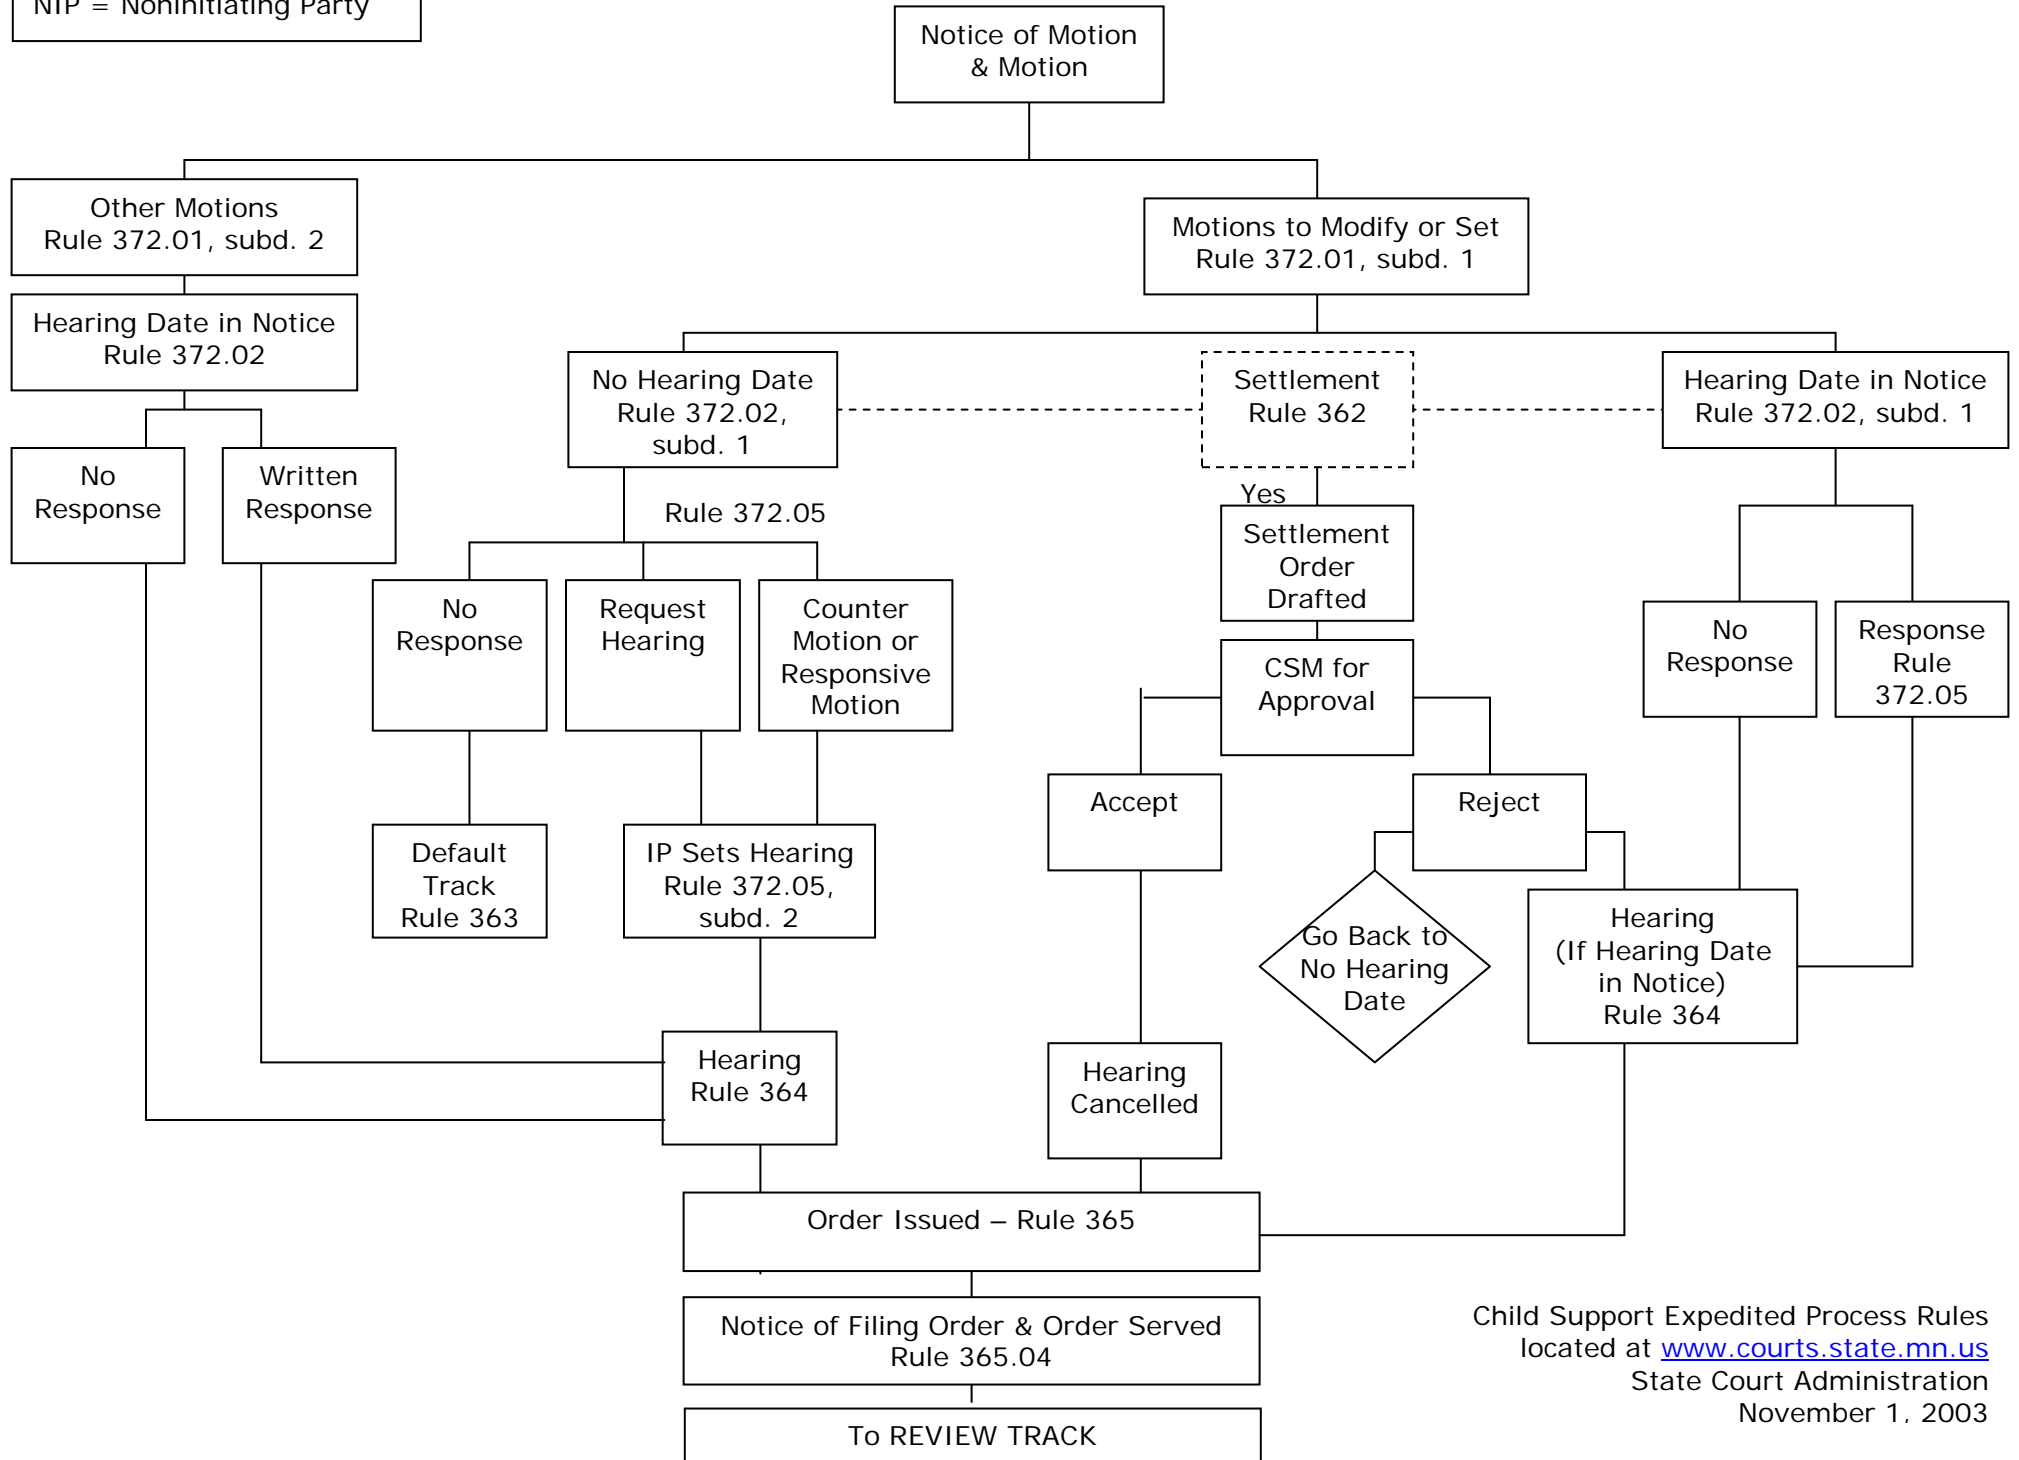 NIP = Noninitiating Party
Notice of Motion
& Motion
Other Motions
Rule 372.01, subd. 2
Motions to Modify or Set
Rule 372.01, subd. 1
Hearing Date in Notice
Rule 372.02
No Hearing Date
Rule 372.02,
subd. 1
Settlement
Rule 362
Hearing Date in Notice
Rule 372.02, subd. 1
No
Response
Written
Response
Rule 372.05
Yes
Settlement
Order
Drafted
No
Response
Request
Hearing
Counter
Motion or
Responsive
Motion
CSM for
Approval
No
Response
Response
Rule
372.05
Accept
Reject
Default
Track
Rule 363
IP Sets Hearing
Rule 372.05,
subd. 2
Go Back to
No Hearing
Date
Hearing
(If Hearing Date
in Notice)
Rule 364
Hearing
Rule 364
Hearing
Cancelled
Order Issued – Rule 365
Notice of Filing Order & Order Served
Rule 365.04
To REVIEW TRACK
Child Support Expedited Process Rules
located at www.courts.state.mn.us
State Court Administration
November 1, 2003